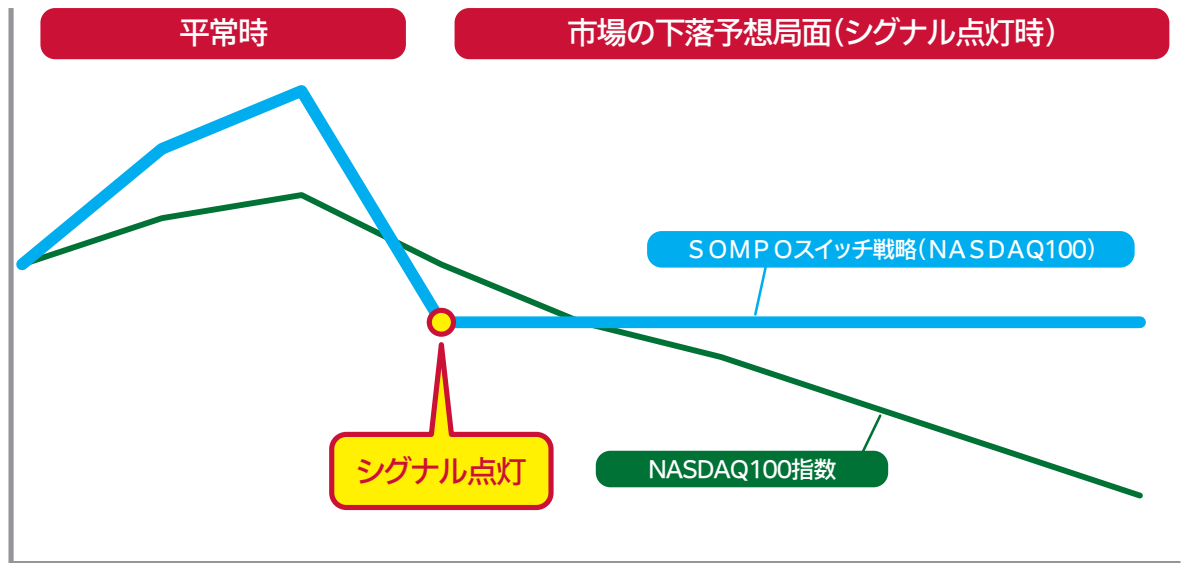 平常時
市場の下落予想局面(シグナル点灯時)
SOMPOスイッチ戦略(NASDAQ100)
シグナル点灯
NASDAQ100指数